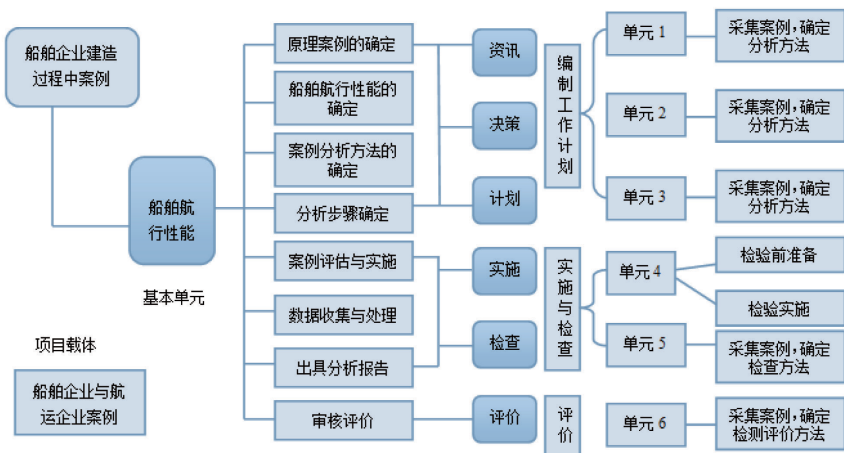 船舶企业建造
过程中案例
船舶航
行性能
基本单元
项目载体
船舶企业与航
运企业案例
原理案例的确定
船舶航行性能的
确定
案例分析方法的
确定
分析步骤确定
案例评估与实施
数据收集与处理
出具分析报告
审核评价
资讯
决策
计划
实施
检查
评价
编制工作计划
实施与检查
评价
单元 1
单元 2
单元 3
单元 4
单元 5
单元 6
采集案例，确定
分析方法
采集案例，确定
分析方法
采集案例，确定
分析方法
检验前准备
检验实施
采集案例，确定
检查方法
采集案例，确定
检测评价方法